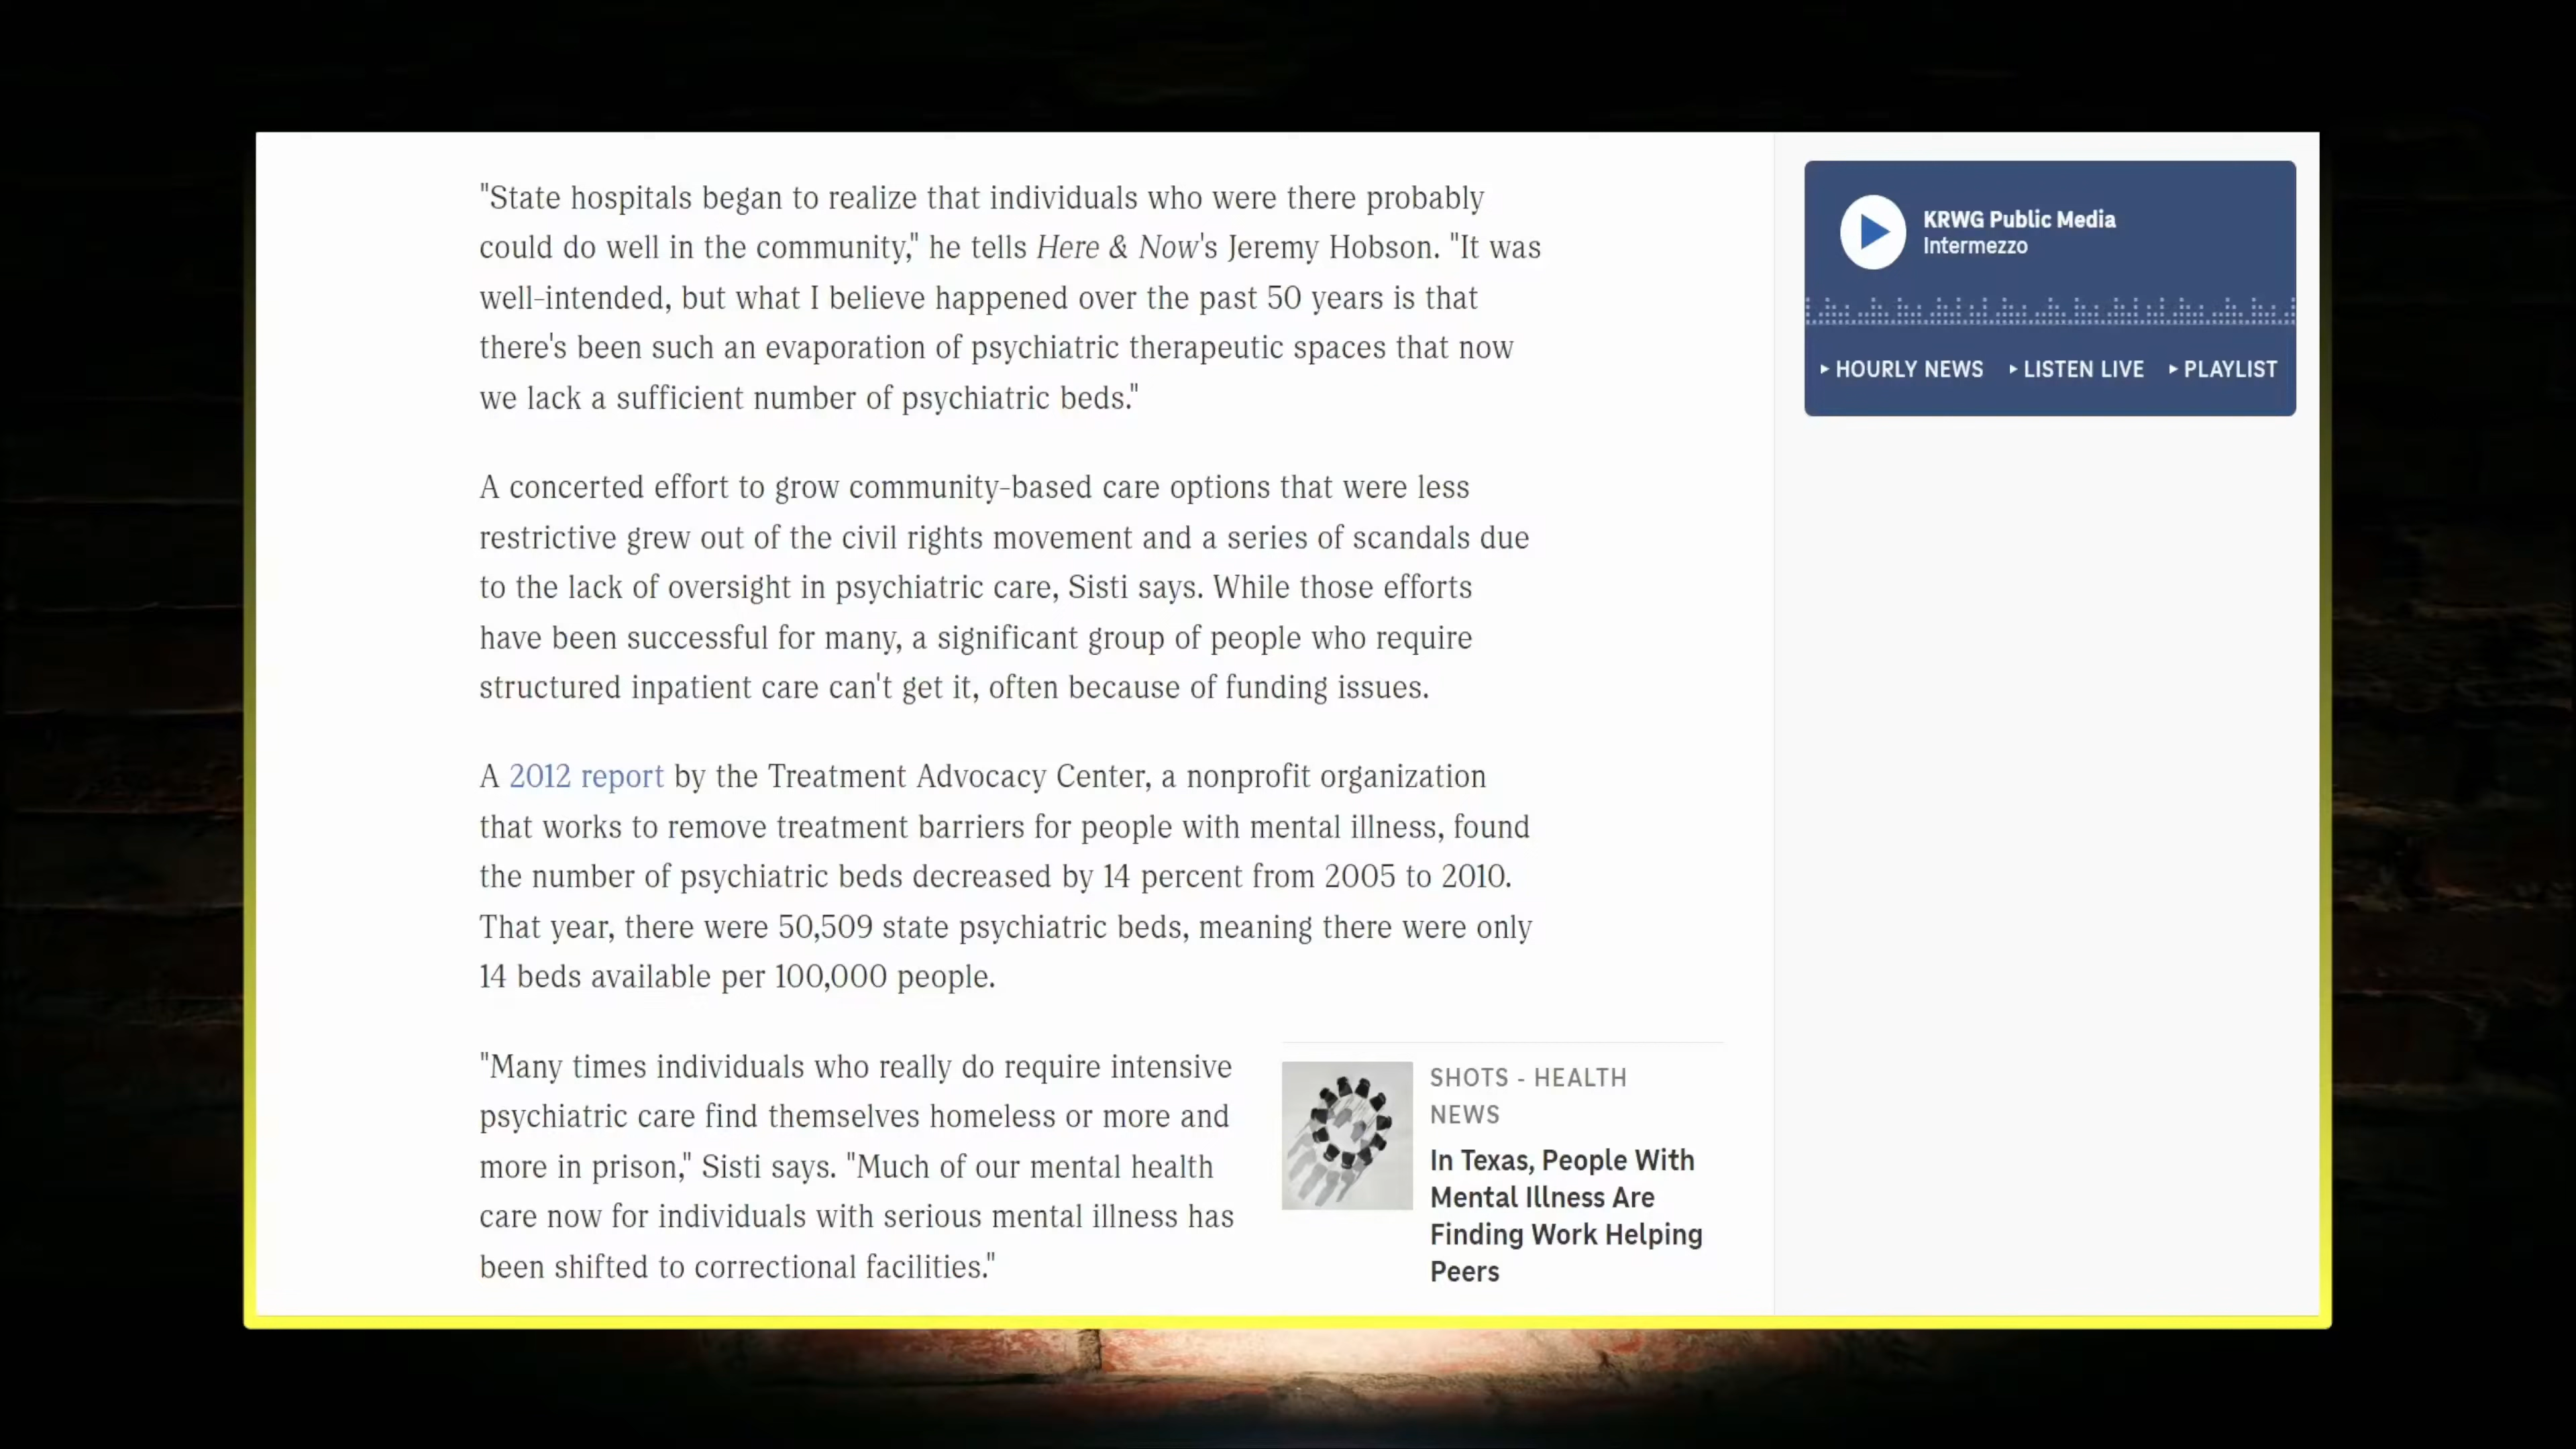 "State hospitals began to realize that individuals who were there probably
could do well in the community," he tells Here & Now's Jeremy Hobson. "It was
well-intended, but what I believe happened over the past 50 years is that
there's been such an evaporation of psychiatric therapeutic spaces that now
we lack a sufficient number of psychiatric beds."
A concerted effort to grow community-based care options that were less
restrictive grew out of the civil rights movement and a series of scandals due
to the lack of oversight in psychiatric care, Sisti says. While those efforts
have been successful for many, a significant group of people who require
structured inpatient care can't get it, often because of funding issues.
A 2012 report by the Treatment Advocacy Center, a nonprofit organization
that works to remove treatment barriers for people with mental illness, found
the number of psychiatric beds decreased by 14 percent from 2005 to 2010.
That year, there were 50,509 state psychiatric beds, meaning there were only
14 beds available per 100,000 people.
"Many times individuals who really do require intensive
psychiatric care find themselves homeless or more and
more in prison," Sisti says. "Much of our mental health
care now for individuals with serious mental illness has
been shifted to correctional facilities."
SHOTS - HEALTH
NEWS
In Texas, People With
Mental Illness Are
Finding Work Helping
Peers
KRWG Public Media
Intermezzo
HOURLY NEWS LISTEN LIVE PLAYLIST